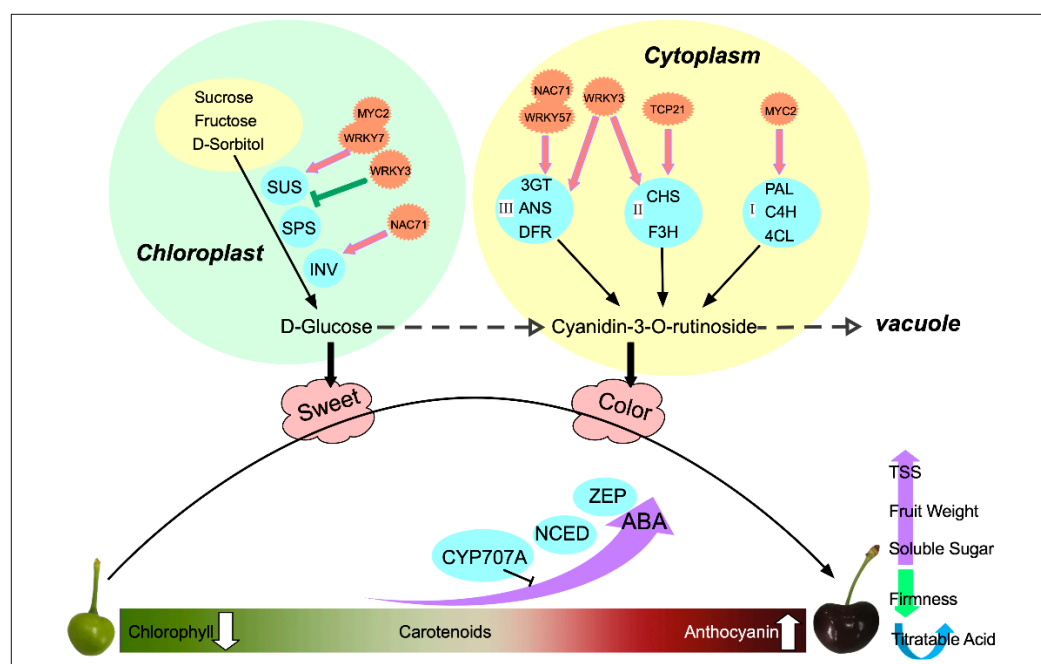 Cytoplasm
Sucrose
Fructose
D-Sorbitol
MYC2
WRKY7
WRKY3
NAC71
SUS
SPS
INV
Chloroplast
D-Glucose
NAC71
WRKY57
WRKY3
TCP21
MYC2
3GT
III ANS
DFR
CHS
II
F3H
PAL
I C4H
4CL
Cyanidin-3-O-rutinoside
vacuole
Sweet
Color
ZEP
NCED
ABA
CYP707A
TSS
Fruit Weight
Soluble Sugar
Firmness
Titratable Acid
Chlorophyll
Carotenoids
Anthocyanin